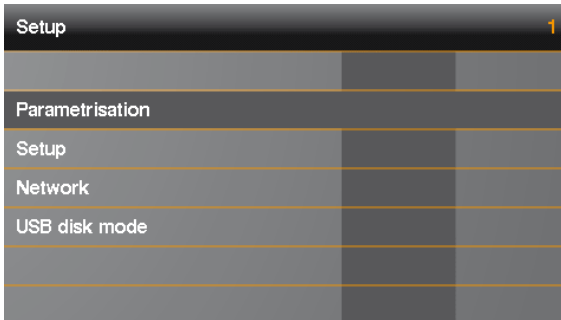 Setup 1
Parametrisation
Setup
Network
USB disk mode